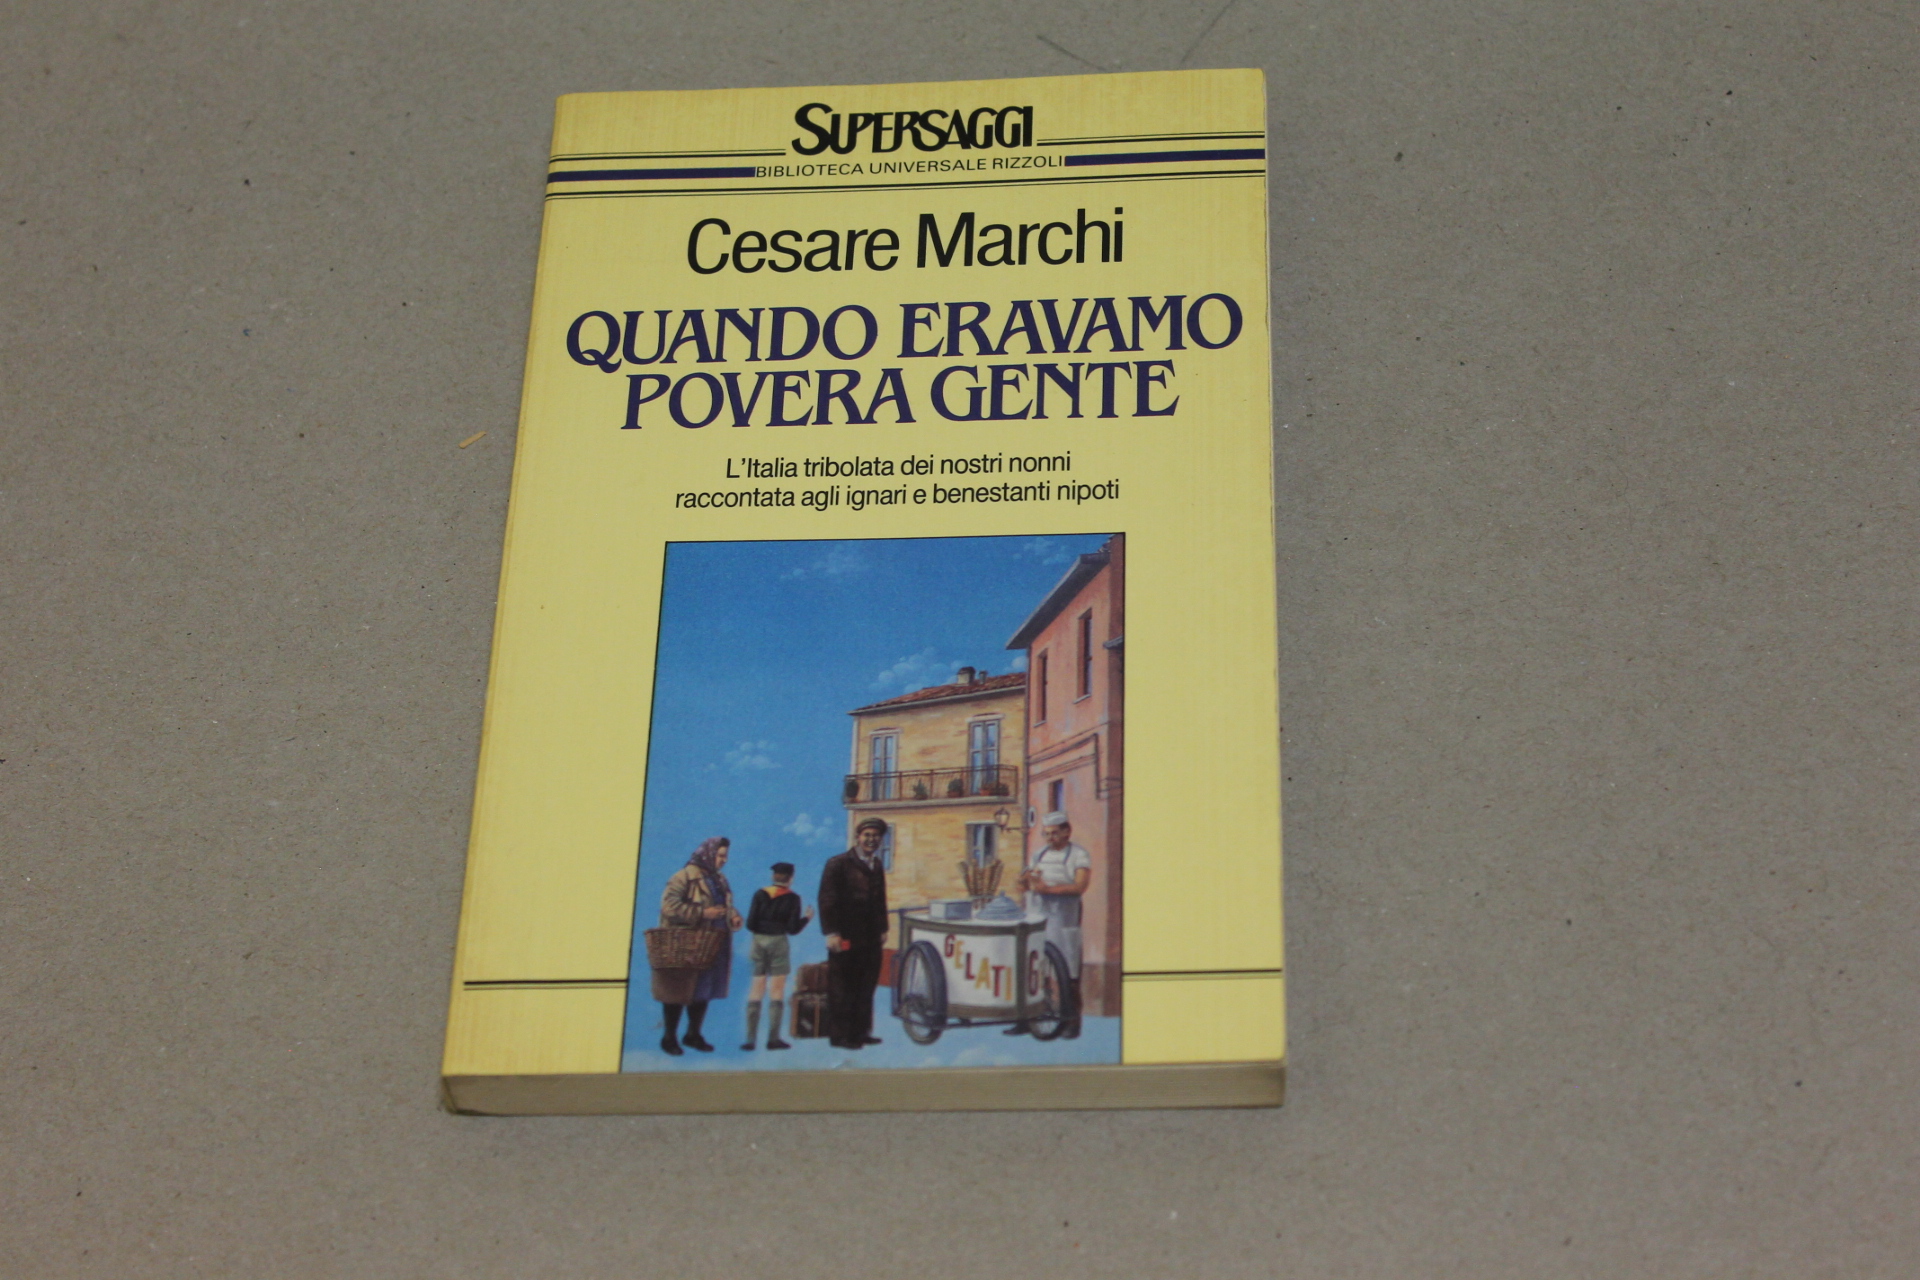 SUPERSAGGI
BIBLIOTECA UNIVERSALE RIZZOLI
Cesare Marchi
QUANDO ERAVAMO
POVERA GENTE
L'Italia tribolata dei nostri nonni
raccontata agli ignari e benestanti nipoti
GELATI G